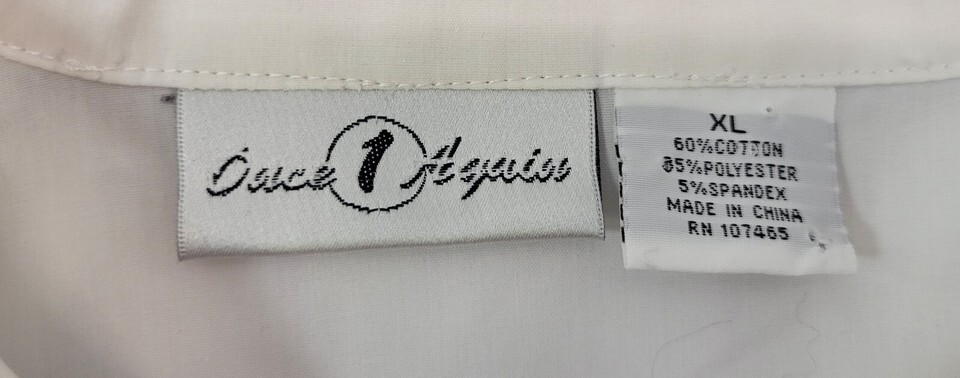 Once 1 Again
XL
60%COTTON
35%POLYESTER
5%SPANDEX
MADE IN CHINA
RN 107465